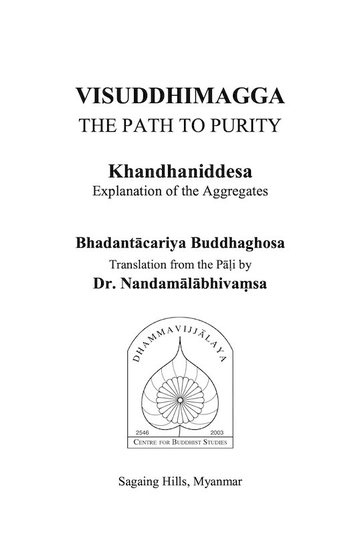 VISUDDHIMAGGA
THE PATH TO PURITY
Khandhaniddesa
Explanation of the Aggregates
Bhadantācariya Buddhaghosa
Translation from the Pāḷi by
Dr. Nandamālābhivaṃsa
DHAMMAVIJJĀLAYA
2546 2003
CENTRE FOR BUDDHIST STUDIES
Sagaing Hills, Myanmar